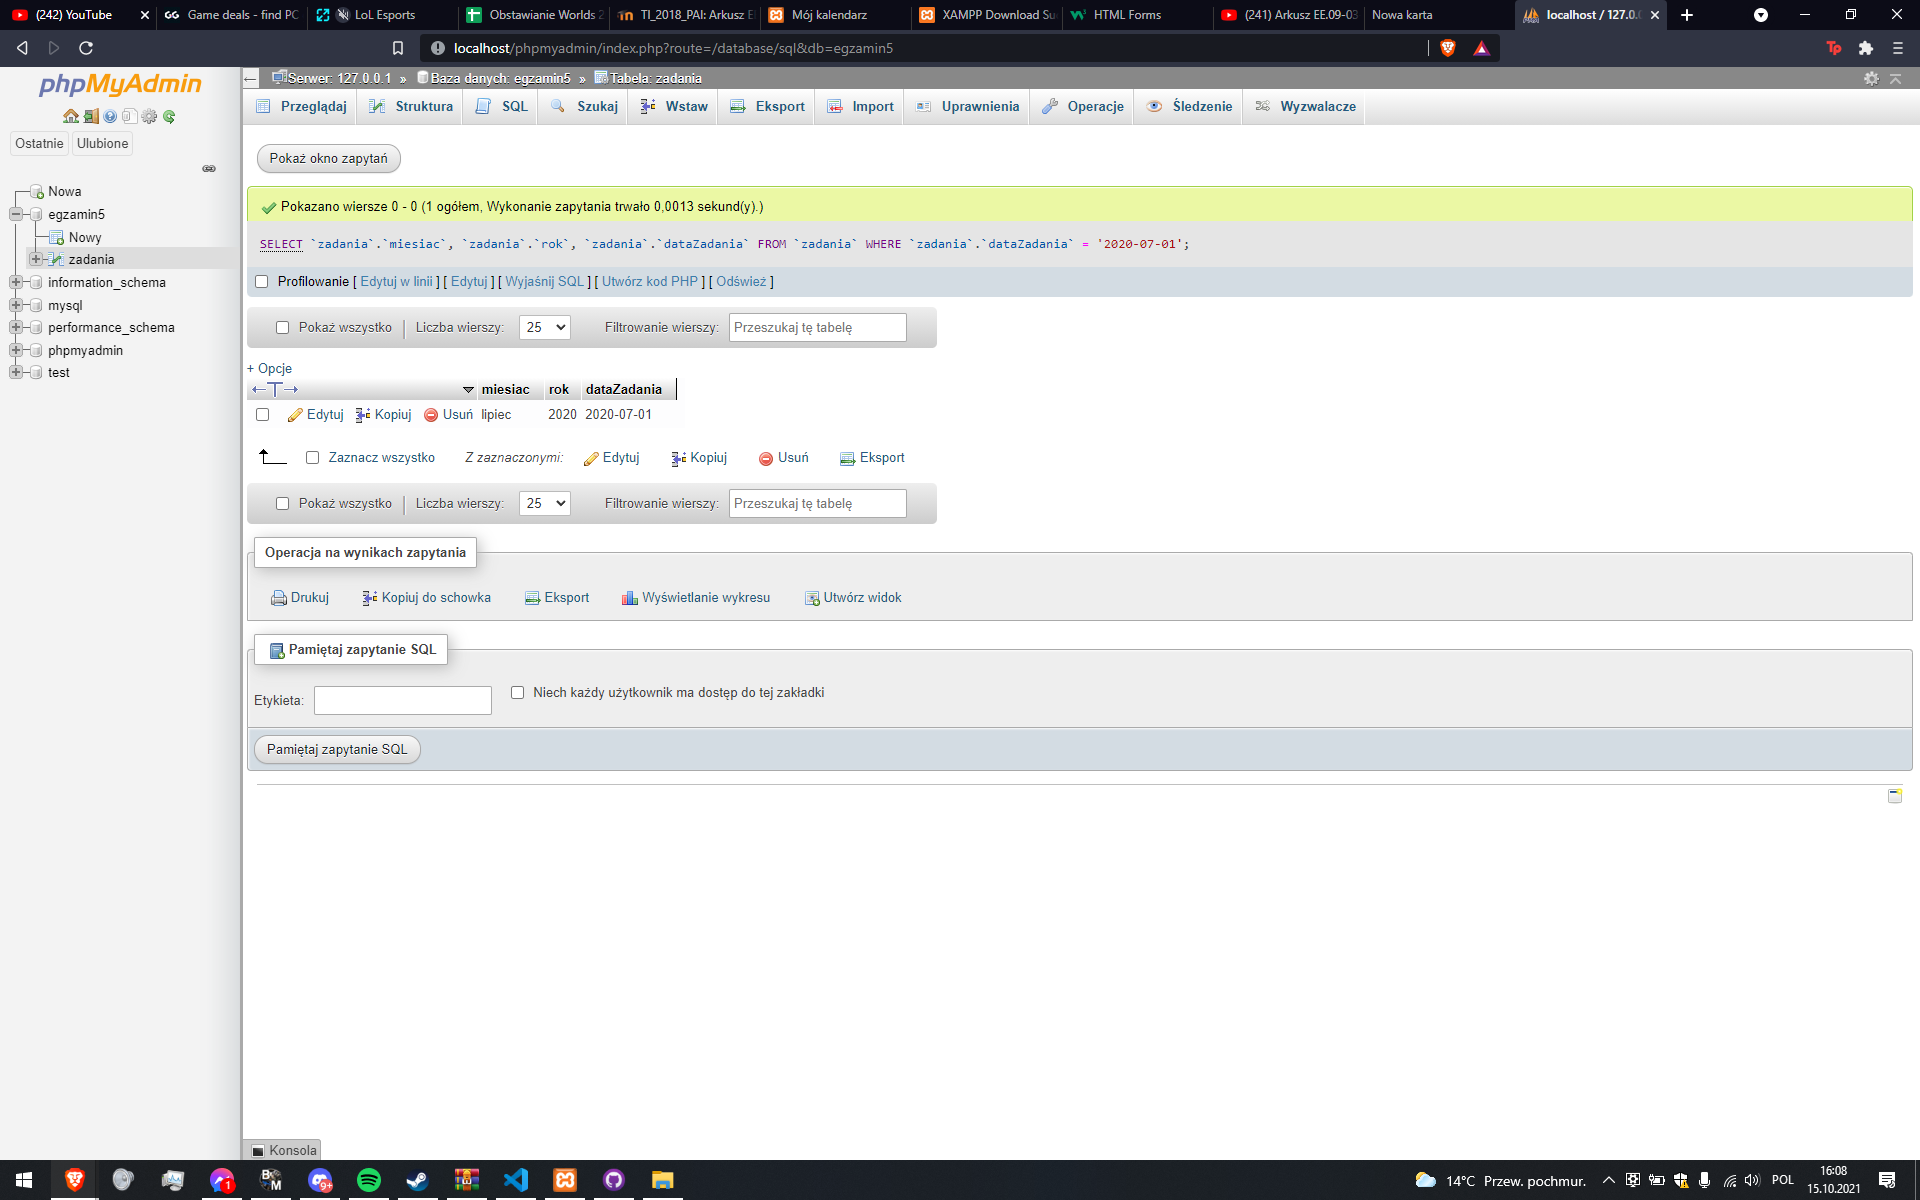 (242) YouTube
Game deals - find PC
LoL Esports
Obstawianie Worlds 2
TI_2018_PAI: Arkusz E
Mój kalendarz
XAMPP Download Su
HTML Forms
(241) Arkusz EE.09-03
Nowa karta
localhost / 127.0.
localhost/phpmyadmin/index.php?route=/database/sql&db=egzamin5
Tp
phpMyAdmin
Ostatnie
Ulubione
Nowa
egzamin5
Nowy
zadania
information_schema
mysql
performance_schema
phpmyadmin
test
Serwer: 127.0.0.1 » Baza danych: egzamin5 » Tabela: zadania
Przeglądaj
Struktura
SQL
Szukaj
Wstaw
Eksport
Import
Uprawnienia
Operacje
Śledzenie
Wyzwalacze
Pokaż okno zapytań
Pokazano wiersze 0 - 0 (1 ogółem, Wykonanie zapytania trwało 0,0013 sekund(y).)
SELECT `zadania`.`miesiac`, `zadania`.`rok`, `zadania`.`dataZadania` FROM `zadania` WHERE `zadania`.`dataZadania` = '2020-07-01';
Profilowanie [ Edytuj w linii ] [ Edytuj ] [ Wyjaśnij SQL ] [ Utwórz kod PHP ] [ Odśwież ]
Pokaż wszystko | Liczba wierszy: 25 Filtrowanie wierszy: Przeszukaj tę tabelę
+ Opcje
←T→ miesiac rok dataZadania
Edytuj Kopiuj Usuń lipiec 2020 2020-07-01
Zaznacz wszystko Z zaznaczonymi: Edytuj Kopiuj Usuń Eksport
Pokaż wszystko | Liczba wierszy: 25 Filtrowanie wierszy: Przeszukaj tę tabelę
Operacja na wynikach zapytania
Drukuj Kopiuj do schowka Eksport Wyświetlanie wykresu Utwórz widok
Pamiętaj zapytanie SQL
Etykieta:
Niech każdy użytkownik ma dostęp do tej zakładki
Pamiętaj zapytanie SQL
Konsola
1
9+
14°C Przew. pochmur.
POL
16:08
15.10.2021